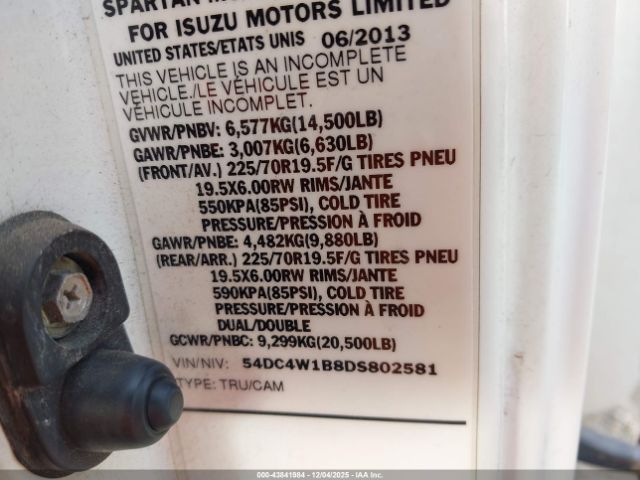 SPARTAN
FOR ISUZU MOTORS LIMITED
UNITED STATES/ETATS UNIS 06/2013
THIS VEHICLE IS AN INCOMPLETE
VEHICLE./LE VÉHICULE EST UN
VÉHICULE INCOMPLET.
GVWR/PNBV: 6,577KG(14,500LB)
GAWR/PNBE: 3,007KG(6,630LB)
(FRONT/AV.) 225/70R19.5F/G TIRES PNEU
19.5X6.00RW RIMS/JANTE
550KPA(85PSI), COLD TIRE
PRESSURE/PRESSION À FROID
GAWR/PNBE: 4,482KG(9,880LB)
(REAR/ARR.) 225/70R19.5F/G TIRES PNEU
19.5X6.00RW RIMS/JANTE
590KPA(85PSI), COLD TIRE
PRESSURE/PRESSION À FROID
DUAL/DOUBLE
GCWR/PNBC: 9,299KG(20,500LB)
VIN/NIV: 54DC4W1B8DS802581
TYPE: TRU/CAM
000-43841984 | 12/04/2025 - IAA Inc.